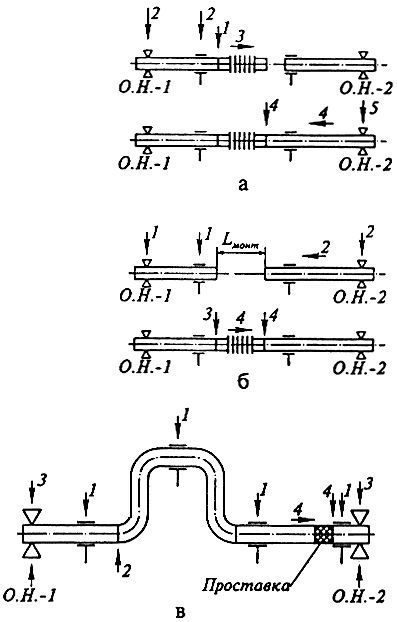 2 2 1 3
О.Н.-1 О.Н.-2
4 4 5
О.Н.-1 О.Н.-2
а
1 1 Lмонт 2 2
О.Н.-1 О.Н.-2
3 4 4
О.Н.-1 О.Н.-2
б
1
3 1 1 4 4 1 3
2
Проставка
О.Н.-1 О.Н.-2
в